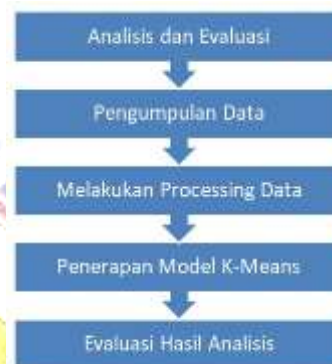 Analisis dan Evaluasi
Pengumpulan Data
Melakukan Processing Data
Penerapan Model K-Means
Evaluasi Hasil Analisis